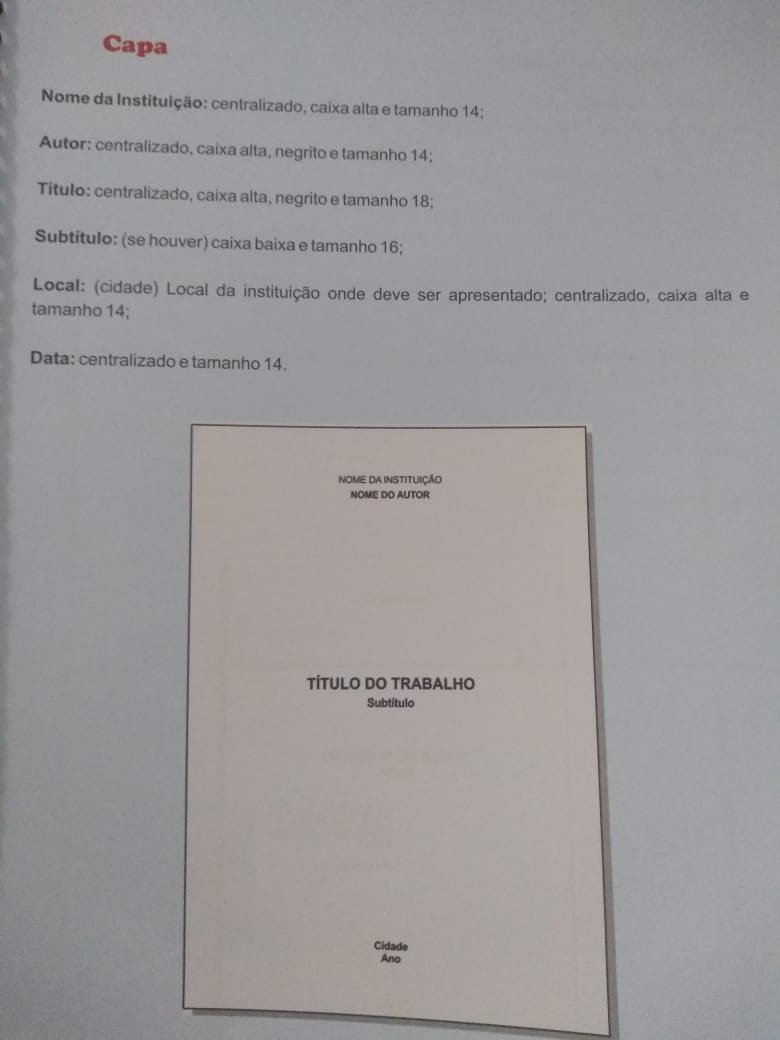 Capa
Nome da Instituição: centralizado, caixa alta e tamanho 14;
Autor: centralizado, caixa alta, negrito e tamanho 14;
Título: centralizado, caixa alta, negrito e tamanho 18;
Subtítulo: (se houver) caixa baixa e tamanho 16;
Local: (cidade) Local da instituição onde deve ser apresentado; centralizado, caixa alta e
tamanho 14;
Data: centralizado e tamanho 14.
NOME DA INSTITUIÇÃO
NOME DO AUTOR
TÍTULO DO TRABALHO
Subtítulo
Cidade
Ano